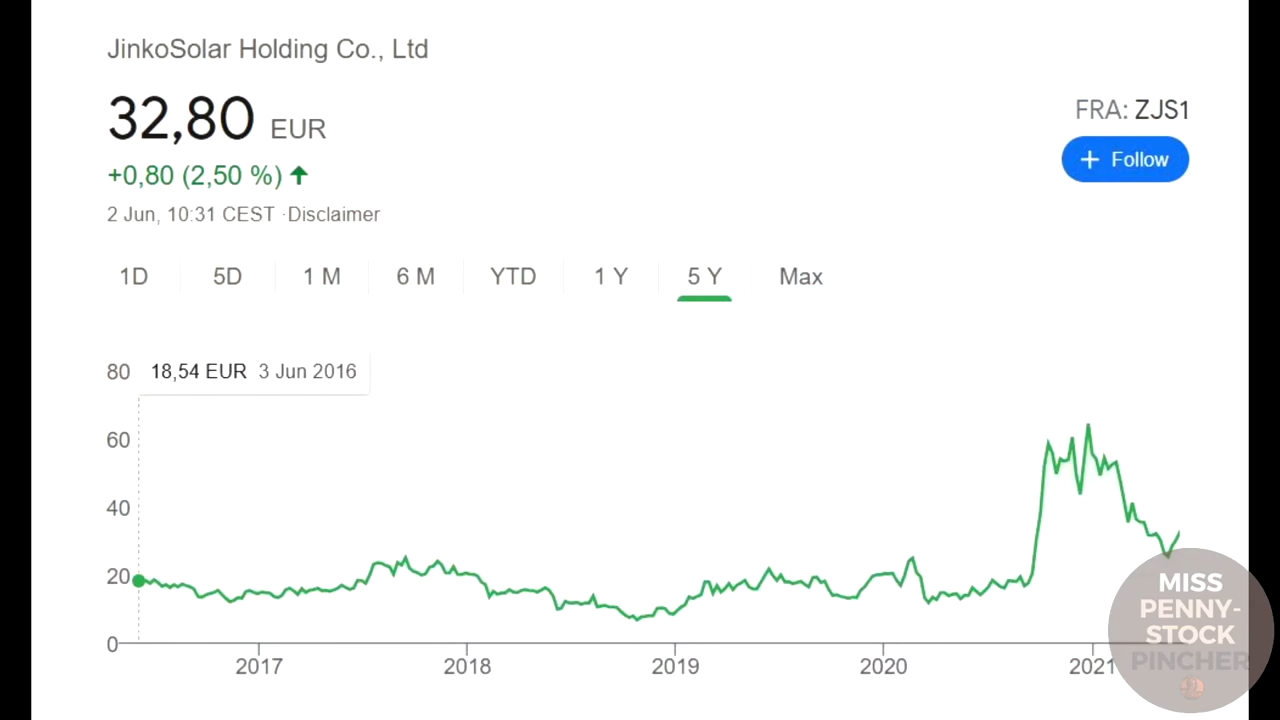 JinkoSolar Holding Co., Ltd
32,80 EUR
FRA: ZJS1
+ Follow
+0,80 (2,50 %)
2 Jun, 10:31 CEST ·Disclaimer
1D 5D 1 M 6 M YTD 1 Y 5 Y Max
80
18,54 EUR 3 Jun 2016
60
40
20
0
2017 2018 2019 2020 2021
MISS
PENNY-
STOCK
PINCHER